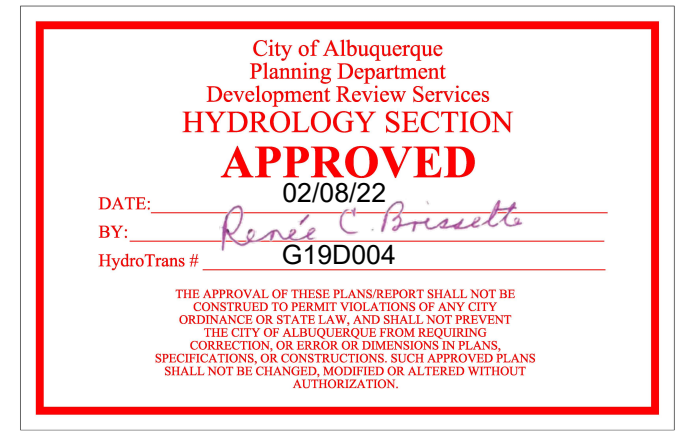 City of Albuquerque
Planning Department
Development Review Services
HYDROLOGY SECTION
APPROVED
DATE: 02/08/22
BY: Renée C. Brissette
HydroTrans # G19D004
THE APPROVAL OF THESE PLANS/REPORT SHALL NOT BE
CONSTRUED TO PERMIT VIOLATIONS OF ANY CITY
ORDINANCE OR STATE LAW, AND SHALL NOT PREVENT
THE CITY OF ALBUQUERQUE FROM REQUIRING
CORRECTION, OR ERROR OR DIMENSIONS IN PLANS,
SPECIFICATIONS, OR CONSTRUCTIONS. SUCH APPROVED PLANS
SHALL NOT BE CHANGED, MODIFIED OR ALTERED WITHOUT
AUTHORIZATION.